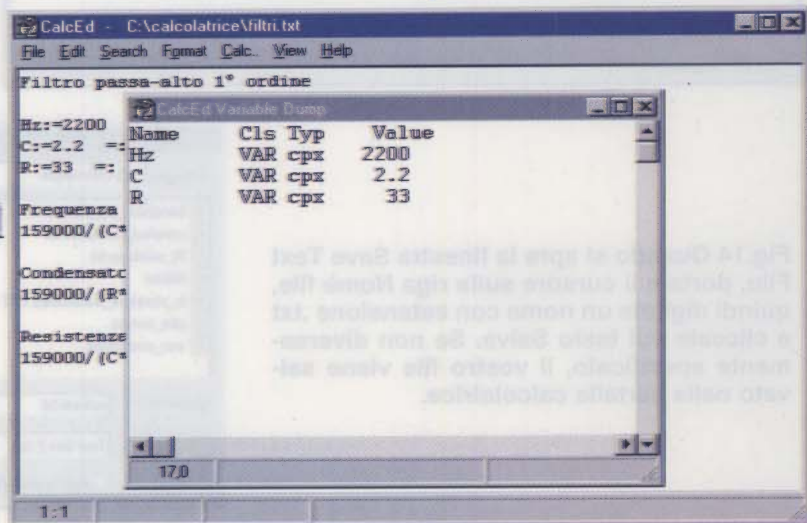 CalcEd - C:\calcolatrice\filtri.txt
File Edit Search Format Calc.. View Help
Filtro passa-alto 1° ordine
Hz:=2200
C:=2.2 =:
R:=33 =:
Frequenza
159000/(C*
Condensato
159000/(R*
Resistenza
159000/(C*
CalcEd Variable Dump
Name Cls Typ Value
Hz VAR cpx 2200
C VAR cpx 2.2
R VAR cpx 33
17,0
1:1
Fig.14 Quando si apre la finestra Save Text
File, portate il cursore sulla riga Nome file,
quindi digitate un nome con estensione .txt
e cliccate sul tasto Salva. Se non diversa-
mente specificato, il vostro file viene sal-
vato nella cartella calcolatrice.